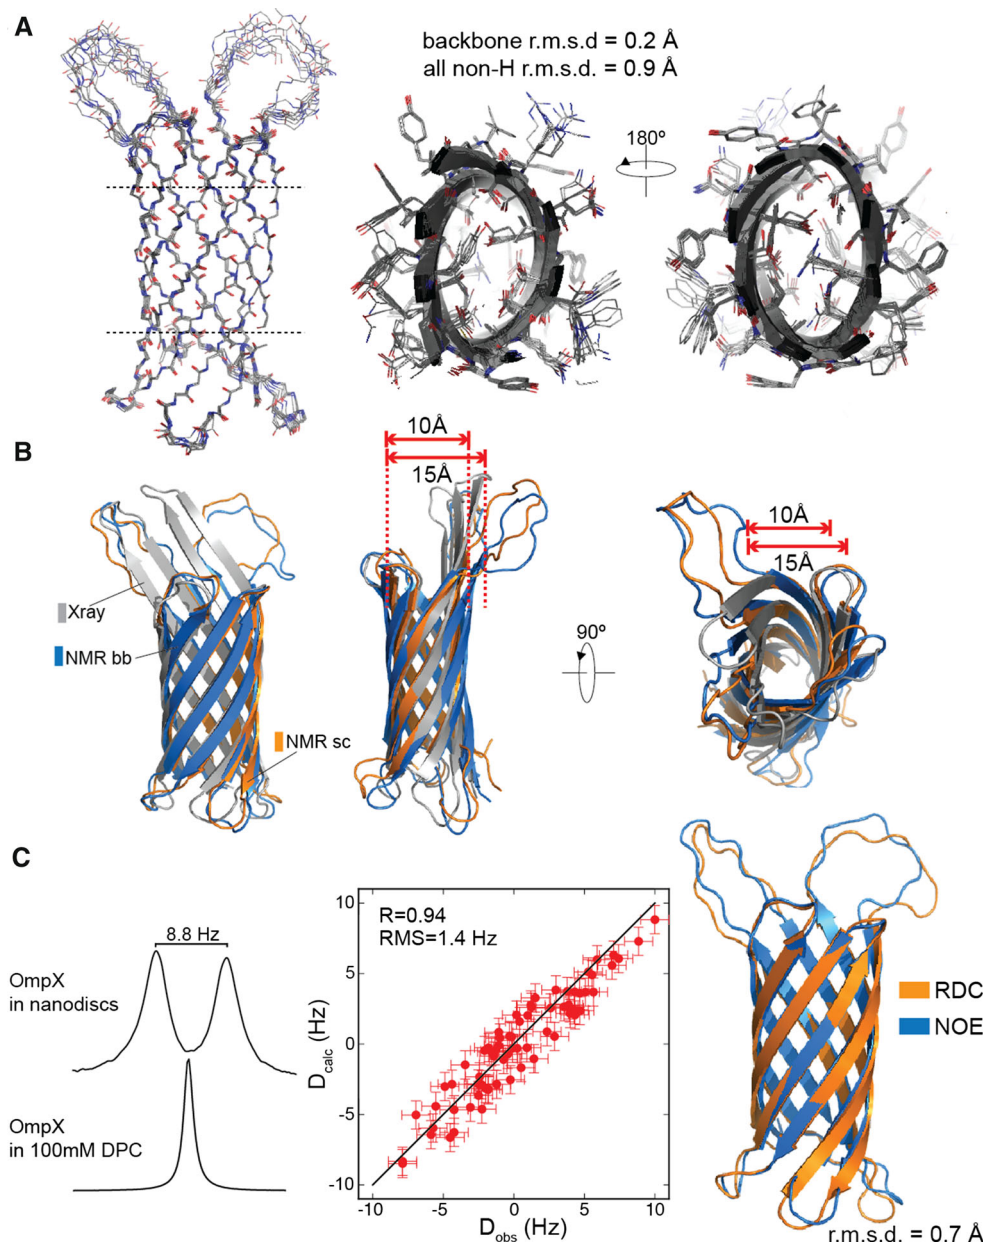 A
backbone r.m.s.d = 0.2 Å
all non-H r.m.s.d. = 0.9 Å
180º
B
10Å
15Å
10Å
15Å
Xray
NMR bb
90º
NMR sc
C
8.8 Hz
OmpX
in nanodiscs
OmpX
in 100mM DPC
R=0.94
RMS=1.4 Hz
10
5
0
-5
-10
D calc (Hz)
-10 -5 0 5 10
D obs (Hz)
RDC
NOE
r.m.s.d. = 0.7 Å